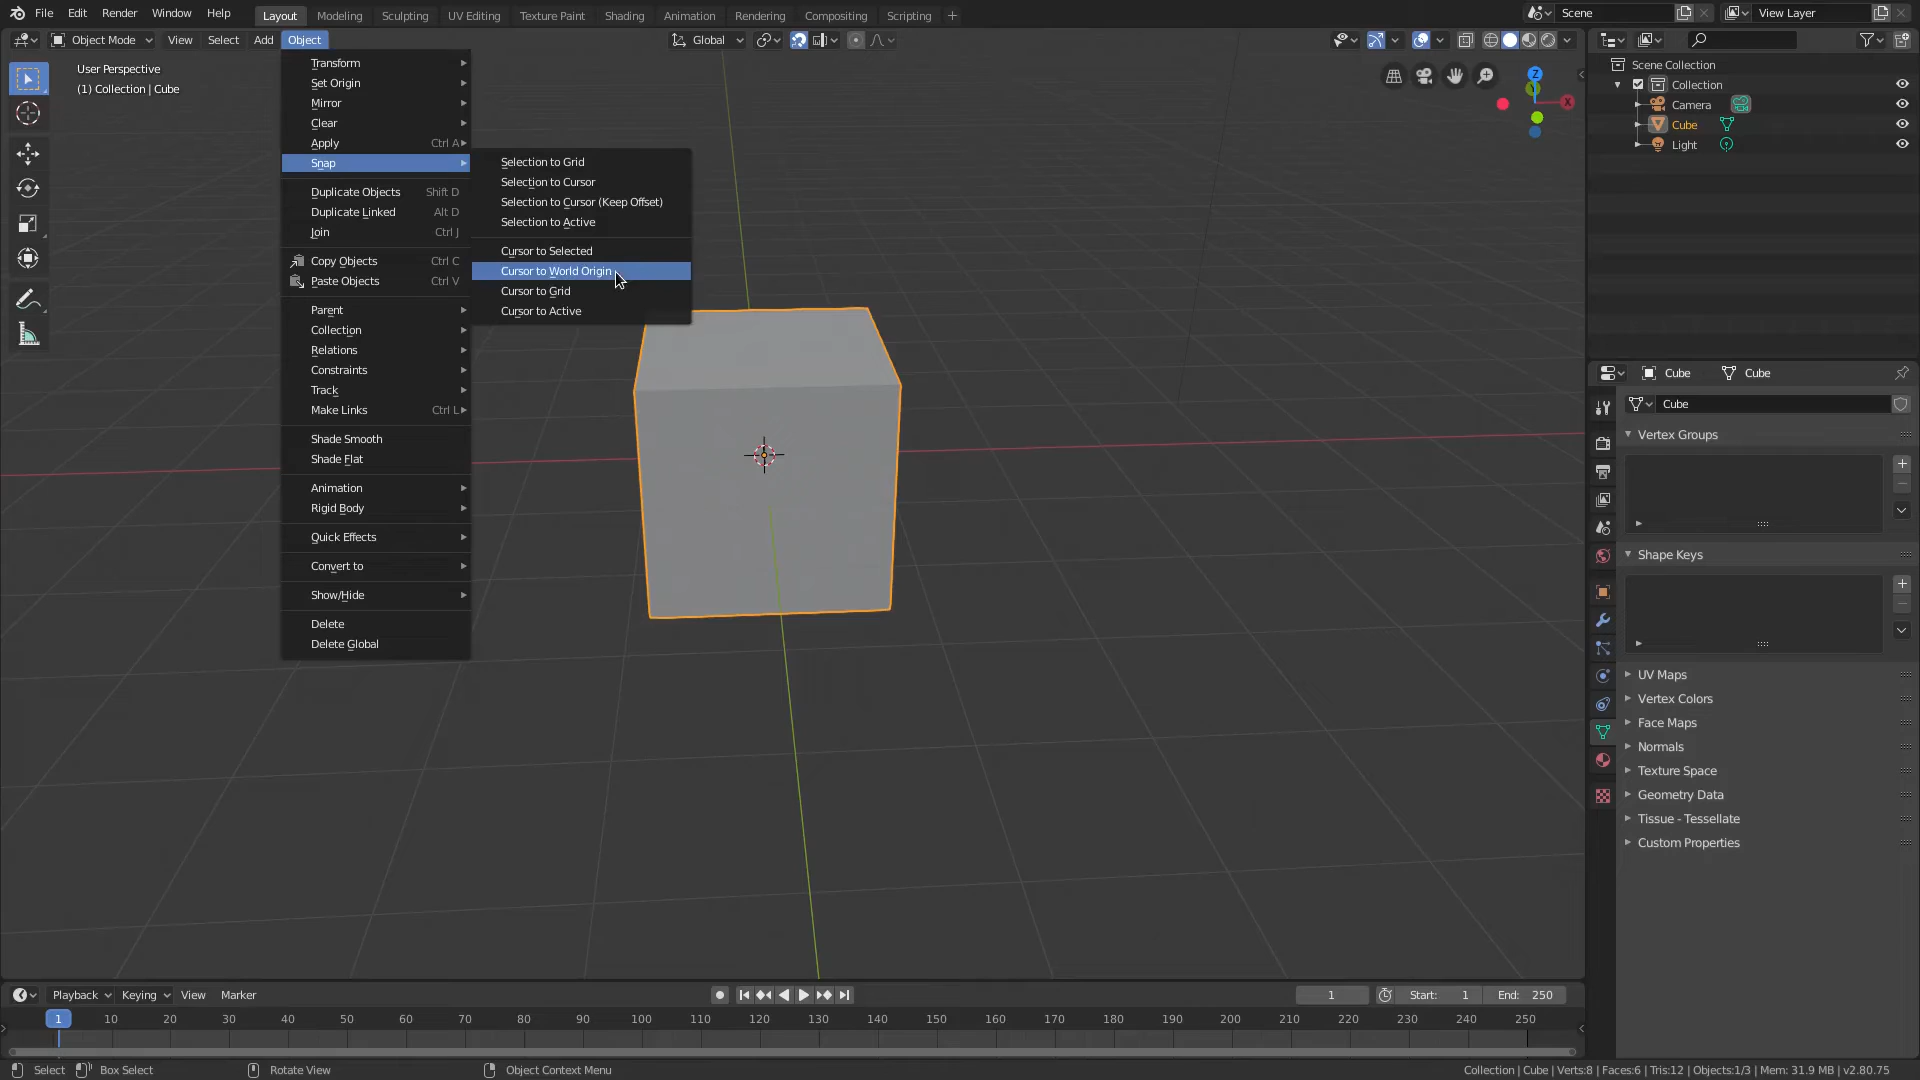 File Edit Render Window Help Layout Modeling Sculpting UV Editing Texture Paint Shading Animation Rendering Compositing Scripting + Scene View Layer
Object Mode View Select Add Object Global
User Perspective
(1) Collection | Cube
Transform
Set Origin
Mirror
Clear
Apply Ctrl A
Snap
Duplicate Objects Shift D
Duplicate Linked Alt D
Join Ctrl J
Copy Objects Ctrl C
Paste Objects Ctrl V
Parent
Collection
Relations
Constraints
Track
Make Links Ctrl L
Shade Smooth
Shade Flat
Animation
Rigid Body
Quick Effects
Convert to
Show/Hide
Delete
Delete Global
Selection to Grid
Selection to Cursor
Selection to Cursor (Keep Offset)
Selection to Active
Cursor to Selected
Cursor to World Origin
Cursor to Grid
Cursor to Active
Z
Y
X
Scene Collection
Collection
Camera
Cube
Light
Cube Cube
Cube
Vertex Groups
Shape Keys
UV Maps
Vertex Colors
Face Maps
Normals
Texture Space
Geometry Data
Tissue - Tessellate
Custom Properties
Playback Keying View Marker 1 Start: 1 End: 250
1 10 20 30 40 50 60 70 80 90 100 110 120 130 140 150 160 170 180 190 200 210 220 230 240 250
Select Box Select Rotate View Object Context Menu Collection | Cube | Verts:8 | Faces:6 | Tris:12 | Objects:1/3 | Mem: 31.9 MB | v2.80.75